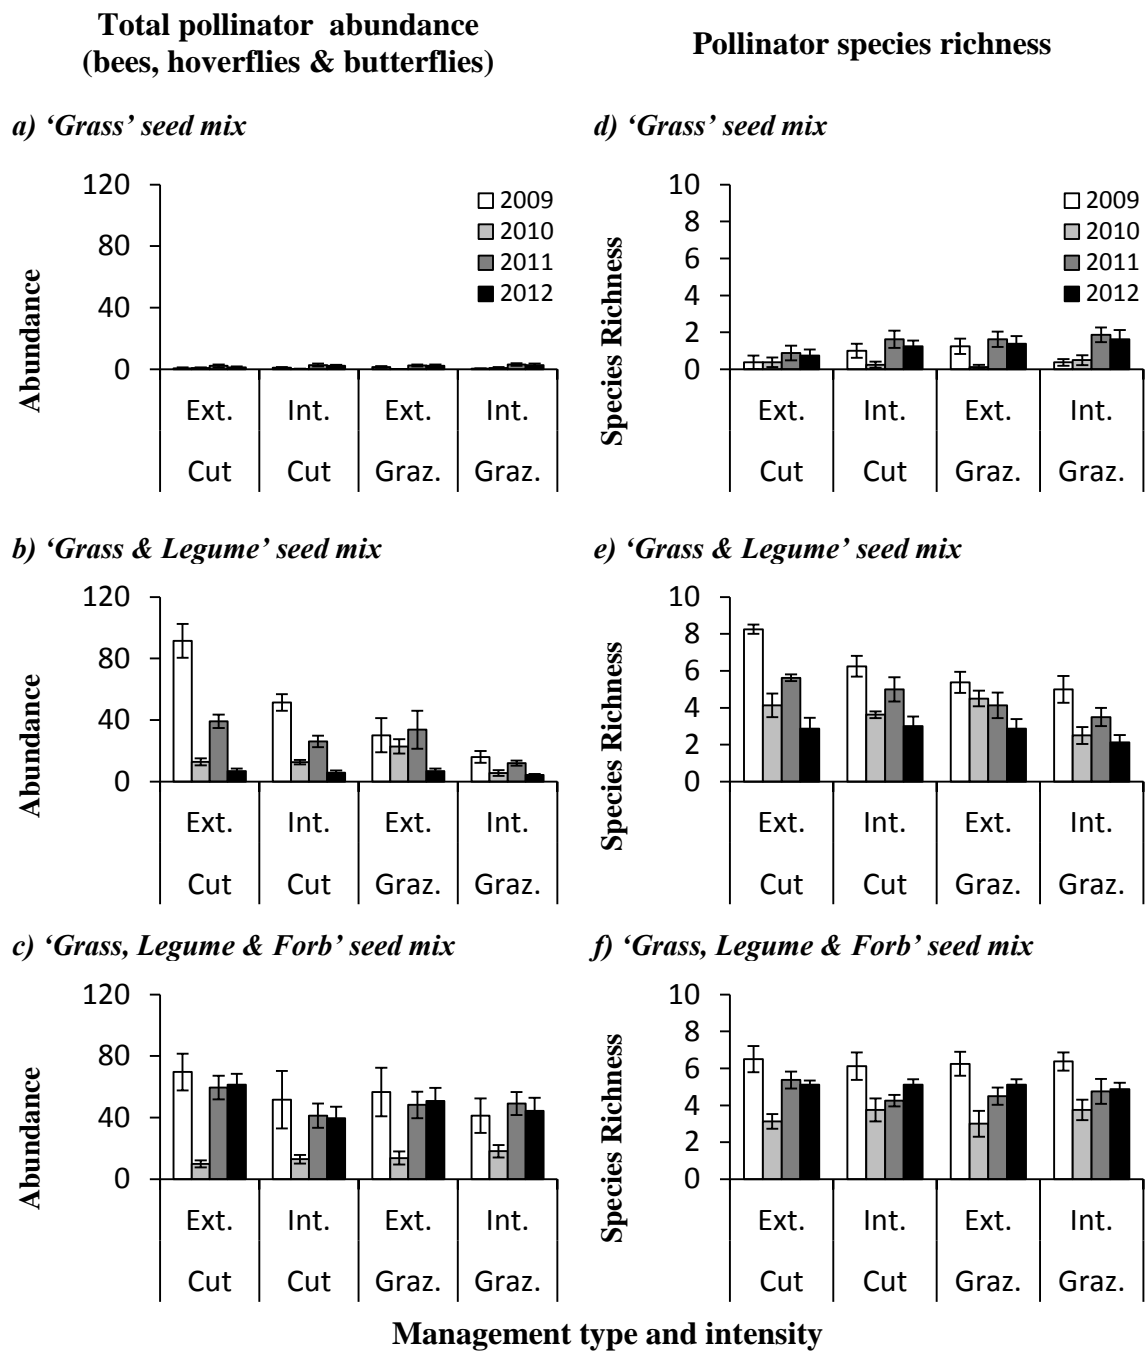 Total pollinator abundance
(bees, hoverflies & butterflies)
Pollinator species richness
a) ‘Grass’ seed mix
120
80
40
0
Abundance
2009
2010
2011
2012
Ext. Int. Ext. Int.
Cut Cut Graz. Graz.
d) ‘Grass’ seed mix
10
8
6
4
2
0
Species Richness
2009
2010
2011
2012
Ext. Int. Ext. Int.
Cut Cut Graz. Graz.
b) ‘Grass & Legume’ seed mix
120
80
40
0
Abundance
Ext. Int. Ext. Int.
Cut Cut Graz. Graz.
e) ‘Grass & Legume’ seed mix
10
8
6
4
2
0
Species Richness
Ext. Int. Ext. Int.
Cut Cut Graz. Graz.
c) ‘Grass, Legume & Forb’ seed mix
120
80
40
0
Abundance
Ext. Int. Ext. Int.
Cut Cut Graz. Graz.
f) ‘Grass, Legume & Forb’ seed mix
10
8
6
4
2
0
Species Richness
Ext. Int. Ext. Int.
Cut Cut Graz. Graz.
Management type and intensity